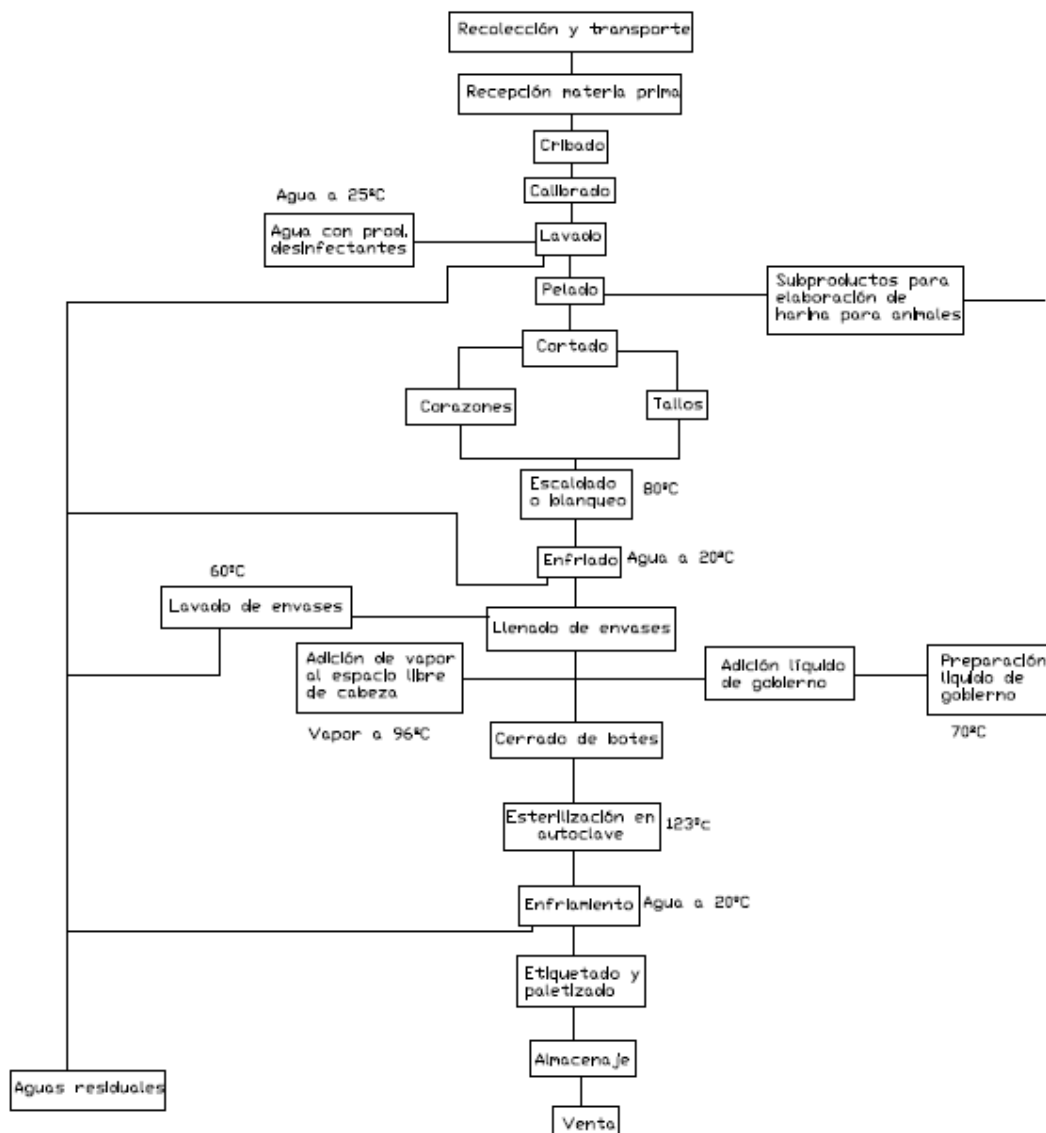 Recolección y transporte
Recepción materia prima
Cribado
Calibrado
Agua a 25ºC
Agua con prod.
desinfectantes
Lavado
Pelado
Subproductos para
elaboración de
harina para animales
Cortado
Corazones
Tallos
Escaldado
o blanqueo
80ºC
Enfriado
Agua a 20ºC
60ºC
Lavado de envases
Llenado de envases
Adición de vapor
al espacio libre
de cabeza
Vapor a 96ºC
Adición líquido
de gobierno
Preparación
líquido de
gobierno
70ºC
Cerrado de botes
Esterilización en
autoclave
123ºc
Enfriamiento
Agua a 20ºC
Etiquetado y
paletizado
Almacenaje
Aguas residuales
Venta